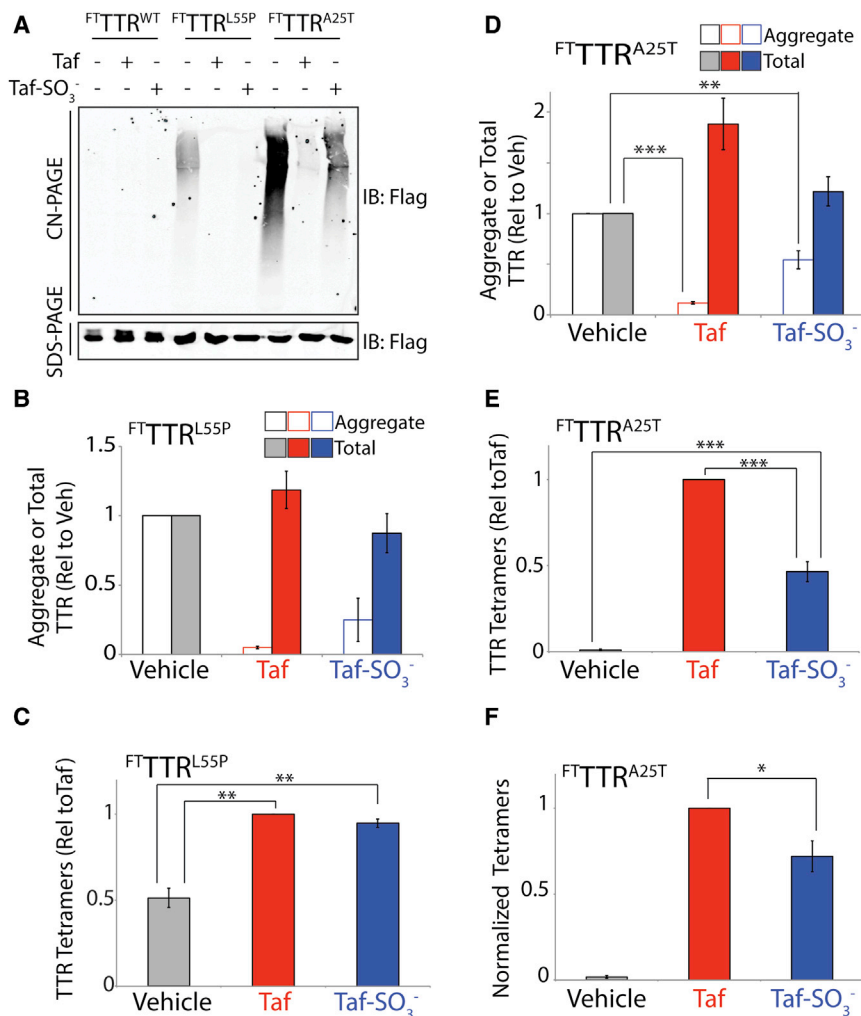 A
FTTTRWT FTTTRL55P FTTTRA25T
Taf - + - - + - - + -
Taf-SO3- - - + - - + - - +
CN-PAGE
IB: Flag
SDS-PAGE
IB: Flag
B
FTTTRL55P
Aggregate
Total
Aggregate or Total
TTR (Rel to Veh)
1.5
1
0.5
0
Vehicle Taf Taf-SO3-
C
FTTTRL55P
TTR Tetramers (Rel toTaf)
**
**
1
0.5
0
Vehicle Taf Taf-SO3-
D
FTTTRA25T
Aggregate
Total
Aggregate or Total
TTR (Rel to Veh)
**
***
2
1
0
Vehicle Taf Taf-SO3-
E
FTTTRA25T
TTR Tetramers (Rel toTaf)
***
***
1
0.5
0
Vehicle Taf Taf-SO3-
F
FTTTRA25T
Normalized Tetramers
*
1
0.5
0
Vehicle Taf Taf-SO3-